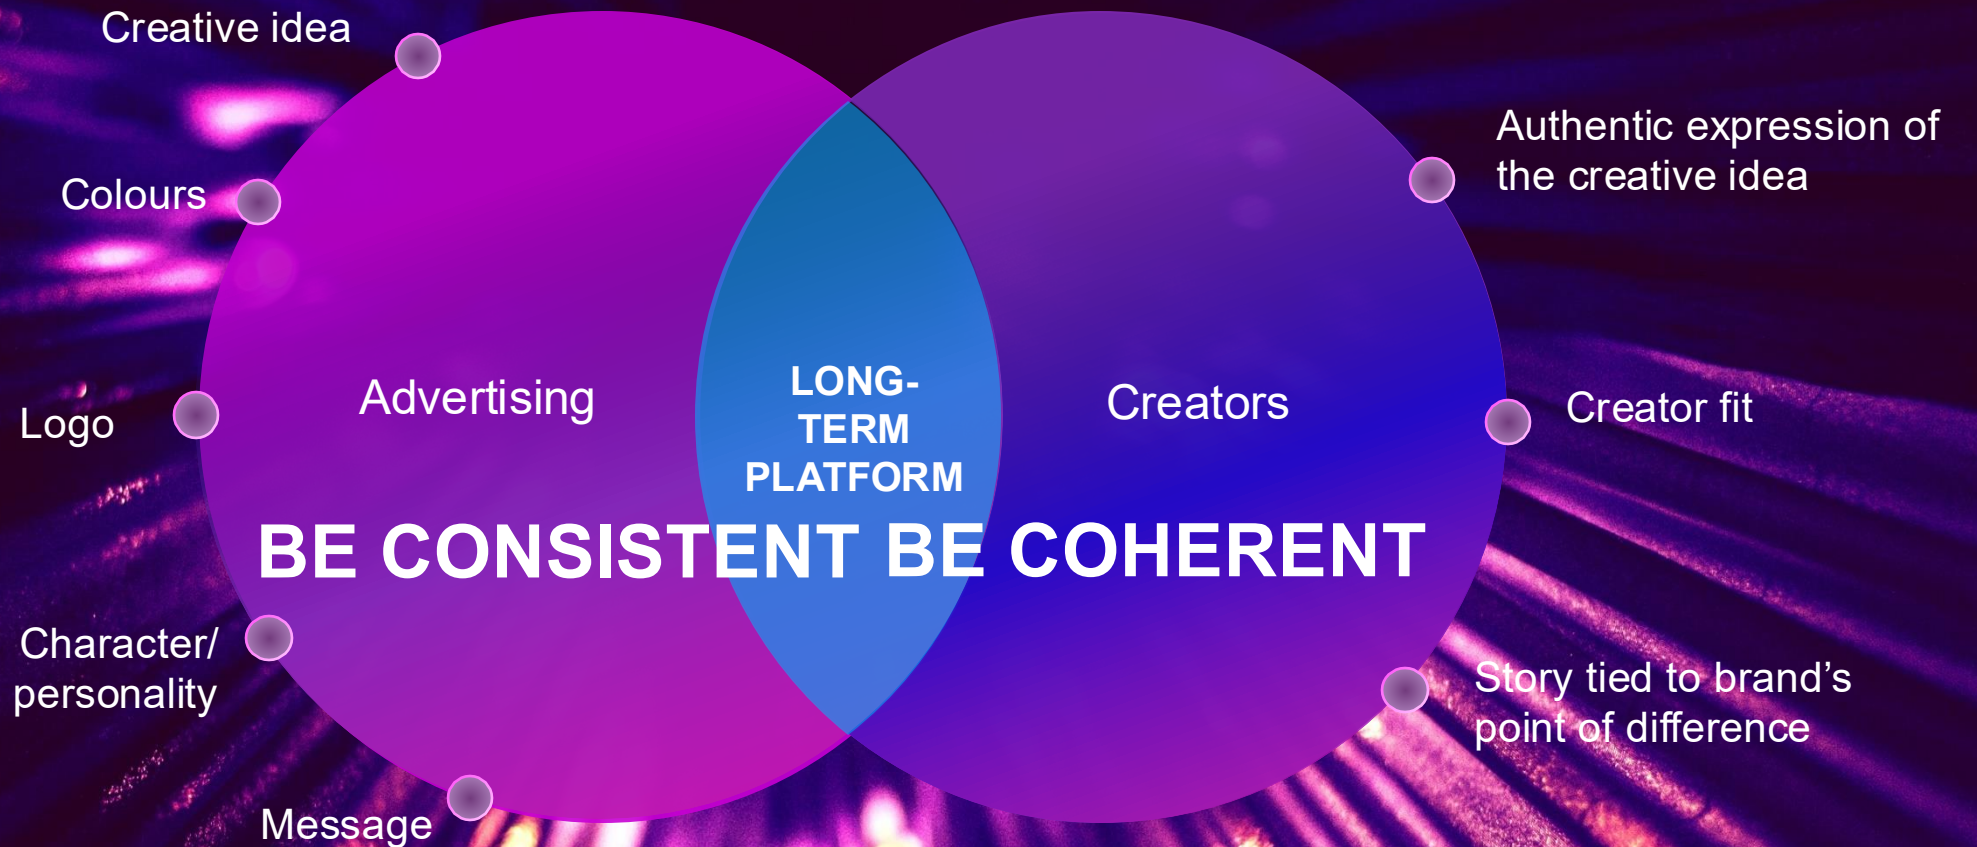 Creative idea
Colours
Logo
Character/
personality
Message
Advertising
LONG-
TERM
PLATFORM
Creators
BE CONSISTENT BE COHERENT
Authentic expression of
the creative idea
Creator fit
Story tied to brand’s
point of difference